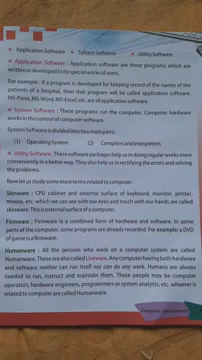 Application Software System Software Utility Software
Application Software : Application software are those programs which are
written or developed to do special works of users.
For example : If a program is developed for keeping record of the names of the
patients of a hospital, than that program will be called application software.
MS-Paint, MS-Word, MS-Excel, etc. are all application software.
System Software : These programs run the computer. Computer hardware
works in the control of computer software.
System Software is divided into two main parts:
(1) Operating System (2) Compilers and Interpreters
Utility Software : These software packages help us in doing regular works more
conveniently in a better way. They also help us in rectifying the errors and solving
the problems.
Now let us study some more terms related to computer :
Skinware : CPU cabinet and external surface of keyboard, monitor, printer,
mouse, etc., which we can see with our eyes and touch with our hands are called
skinware. This is external surface of a computer.
Firmware : Firmware is a combined form of hardware and software. In some
parts of the computer, some programs are already recorded. For example: a DVD
of game is a firmware.
Humanware : All the persons who work on a computer system are called
Humanware. These are also called Liveware. Any computer having both hardware
and software neither can run itself nor can do any work. Humans are always
needed to run, instruct and maintain them. These people may be computer
operators, hardware engineers, programmers or system analysts, etc. whoever is
related to computer are called Humanware.
Computer